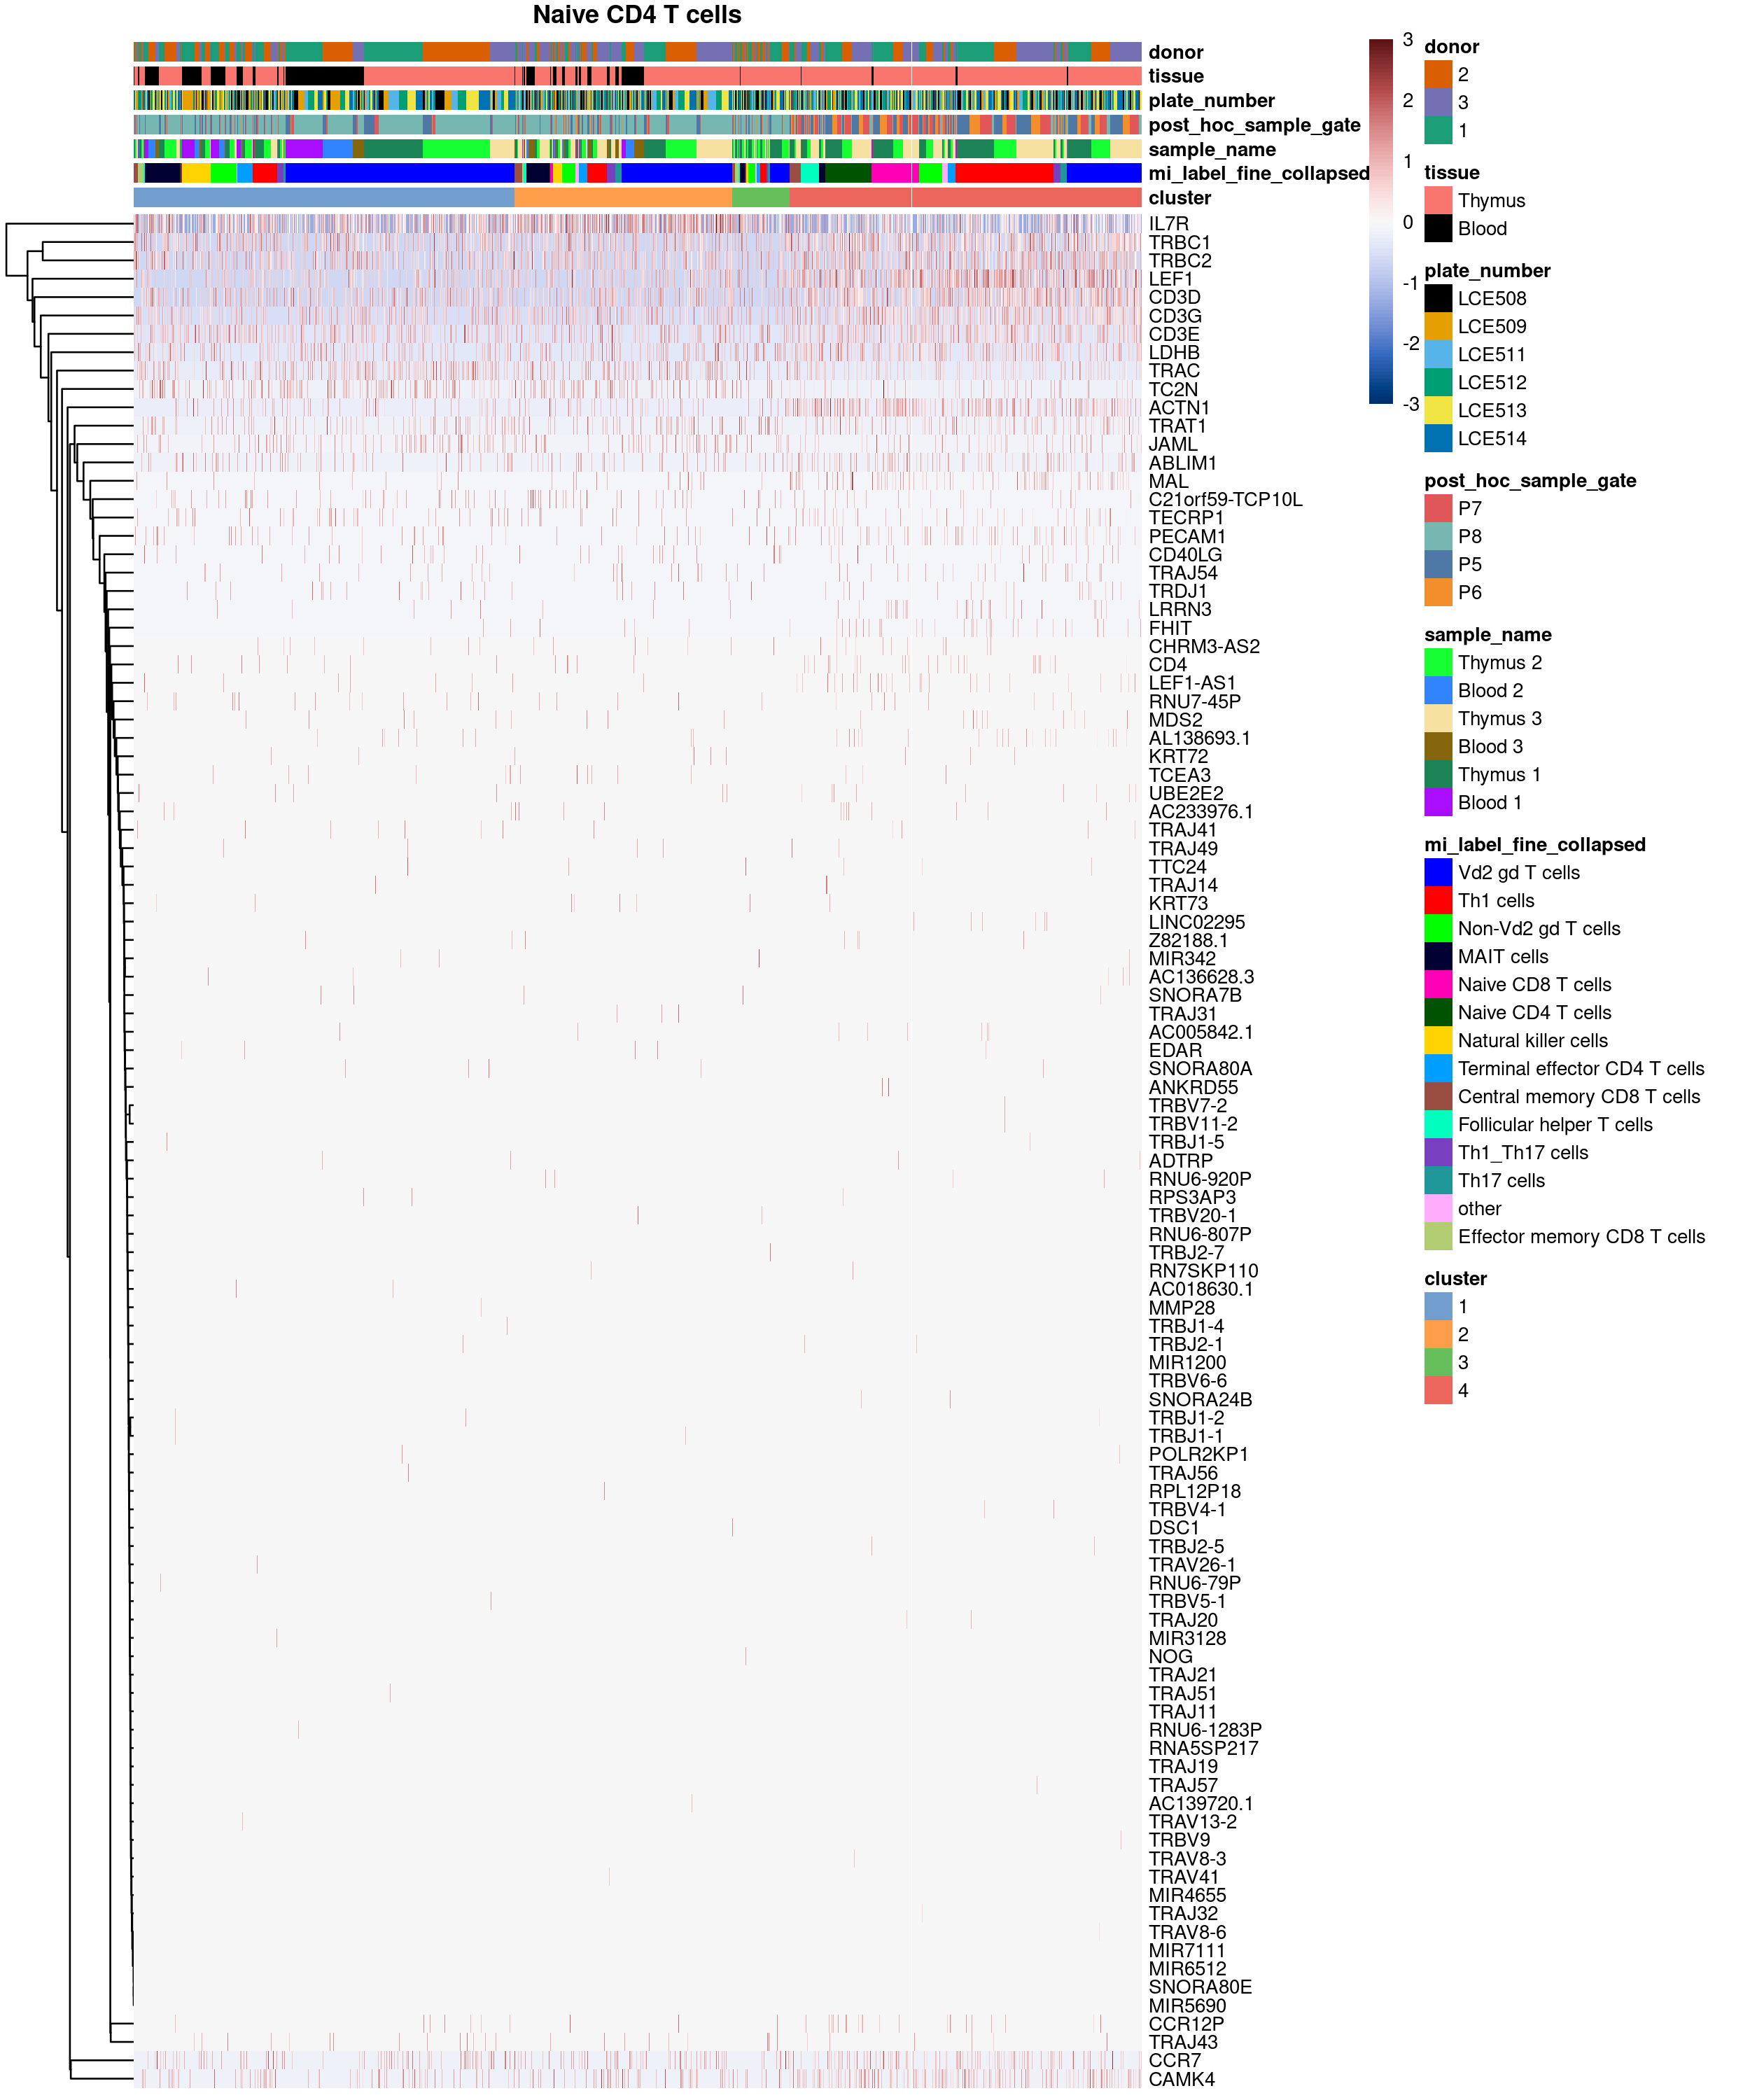 Naive CD4 T cells
donor
tissue
plate_number
post_hoc_sample_gate
sample_name
mi_label_fine_collapsed
cluster
IL7R
TRBC1
TRBC2
LEF1
CD3D
CD3G
CD3E
LDHB
TRAC
TC2N
ACTN1
TRAT1
JAML
ABLIM1
MAL
C21orf59-TCP10L
TECRP1
PECAM1
CD40LG
TRAJ54
TRDJ1
LRRN3
FHIT
CHRM3-AS2
CD4
LEF1-AS1
RNU7-45P
MDS2
AL138693.1
KRT72
TCEA3
UBE2E2
AC233976.1
TRAJ41
TRAJ49
TTC24
TRAJ14
KRT73
LINC02295
Z82188.1
MIR342
AC136628.3
SNORA7B
TRAJ31
AC005842.1
EDAR
SNORA80A
ANKRD55
TRBV7-2
TRBV11-2
TRBJ1-5
ADTRP
RNU6-920P
RPS3AP3
TRBV20-1
RNU6-807P
TRBJ2-7
RN7SKP110
AC018630.1
MMP28
TRBJ1-4
TRBJ2-1
MIR1200
TRBV6-6
SNORA24B
TRBJ1-2
TRBJ1-1
POLR2KP1
TRAJ56
RPL12P18
TRBV4-1
DSC1
TRBJ2-5
TRAV26-1
RNU6-79P
TRBV5-1
TRAJ20
MIR3128
NOG
TRAJ21
TRAJ51
TRAJ11
RNU6-1283P
RNA5SP217
TRAJ19
TRAJ57
AC139720.1
TRAV13-2
TRBV9
TRAV8-3
TRAV41
MIR4655
TRAJ32
TRAV8-6
MIR7111
MIR6512
SNORA80E
MIR5690
CCR12P
TRAJ43
CCR7
CAMK4
3
2
1
0
-1
-2
-3
donor
2
3
1
tissue
Thymus
Blood
plate_number
LCE508
LCE509
LCE511
LCE512
LCE513
LCE514
post_hoc_sample_gate
P7
P8
P5
P6
sample_name
Thymus 2
Blood 2
Thymus 3
Blood 3
Thymus 1
Blood 1
mi_label_fine_collapsed
Vd2 gd T cells
Th1 cells
Non-Vd2 gd T cells
MAIT cells
Naive CD8 T cells
Naive CD4 T cells
Natural killer cells
Terminal effector CD4 T cells
Central memory CD8 T cells
Follicular helper T cells
Th1_Th17 cells
Th17 cells
other
Effector memory CD8 T cells
cluster
1
2
3
4